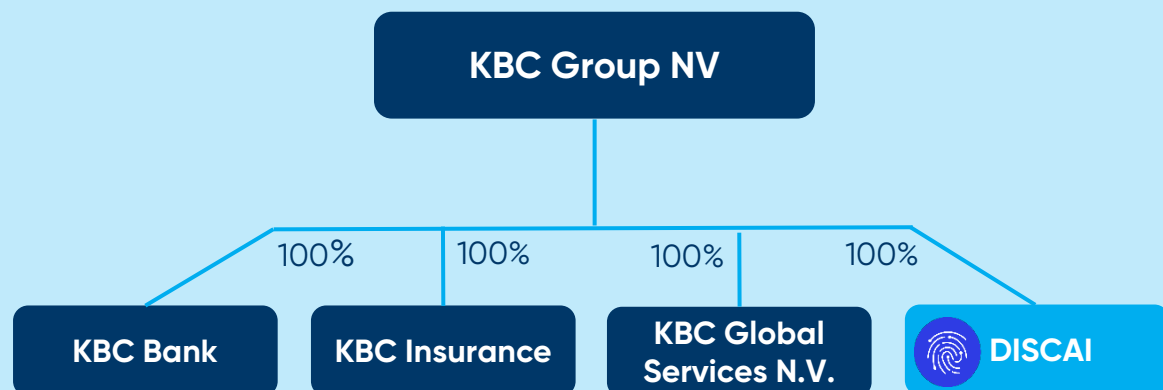 KBC Group NV
100%
100%
100%
100%
KBC Bank
KBC Insurance
KBC Global
Services N.V.
DISCAI